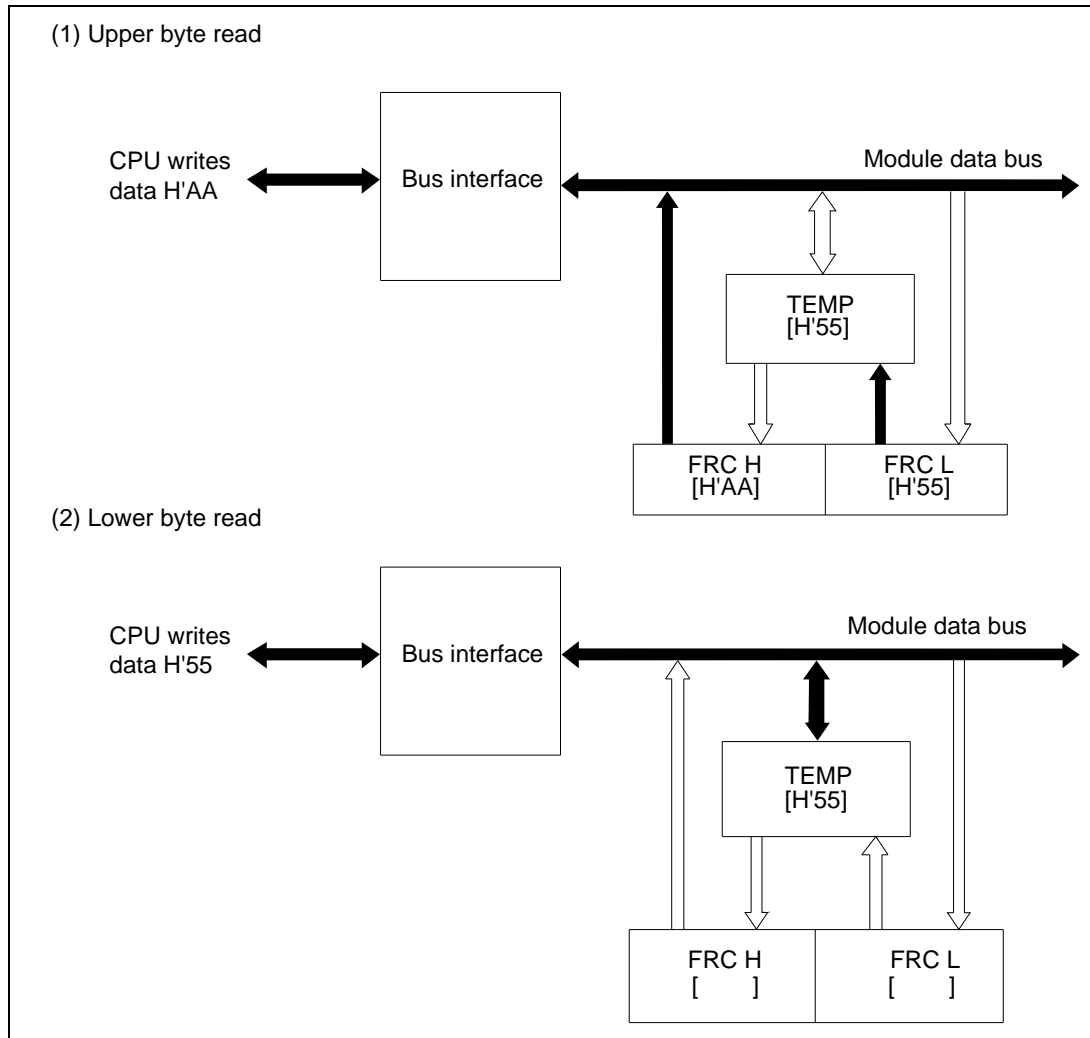 (1) Upper byte read
CPU writes
data H'AA
Bus interface
Module data bus
TEMP
[H'55]
FRC H
[H'AA]
FRC L
[H'55]
(2) Lower byte read
CPU writes
data H'55
Bus interface
Module data bus
TEMP
[H'55]
FRC H
[ ]
FRC L
[ ]